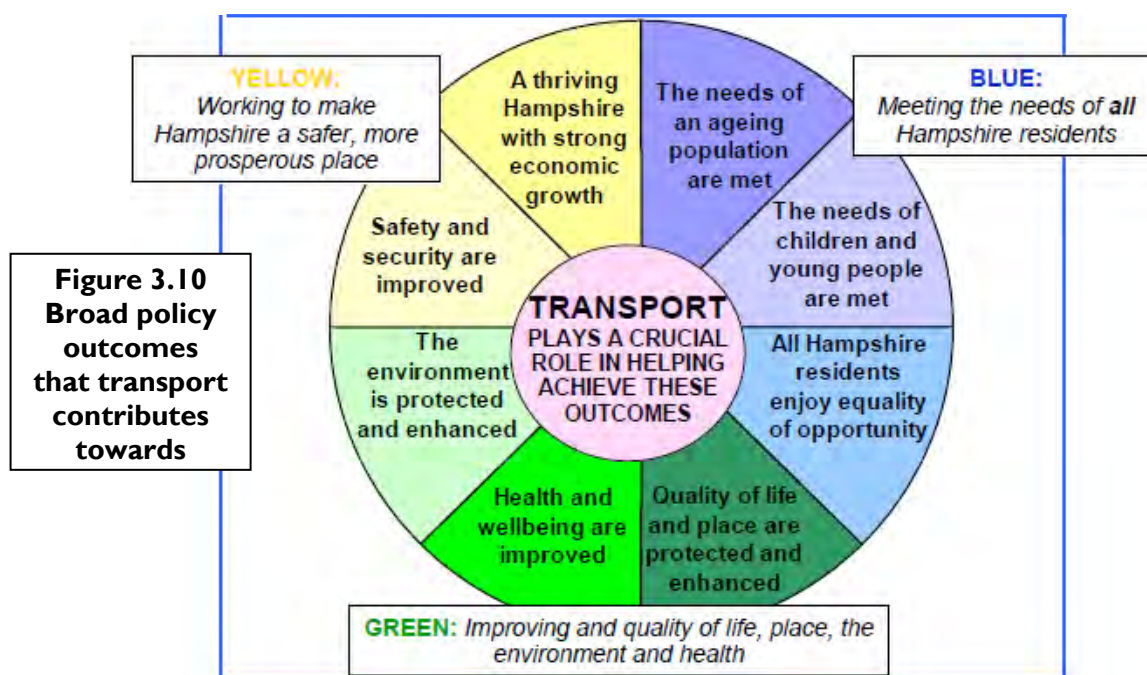 YELLOW:
Working to make
Hampshire a safer, more
prosperous place
A thriving
Hampshire
with strong
economic
growth
The needs of
an ageing
population
are met
BLUE:
Meeting the needs of all
Hampshire residents
Safety and
security are
improved
The needs of
children and
young people
are met
Figure 3.10
Broad policy
outcomes
that transport
contributes
towards
TRANSPORT
PLAYS A CRUCIAL
ROLE IN HELPING
ACHIEVE THESE
OUTCOMES
The
environment
is protected
and enhanced
All Hampshire
residents
enjoy equality
of opportunity
Health and
wellbeing are
improved
Quality of life
and place are
protected and
enhanced
GREEN: Improving and quality of life, place, the
environment and health